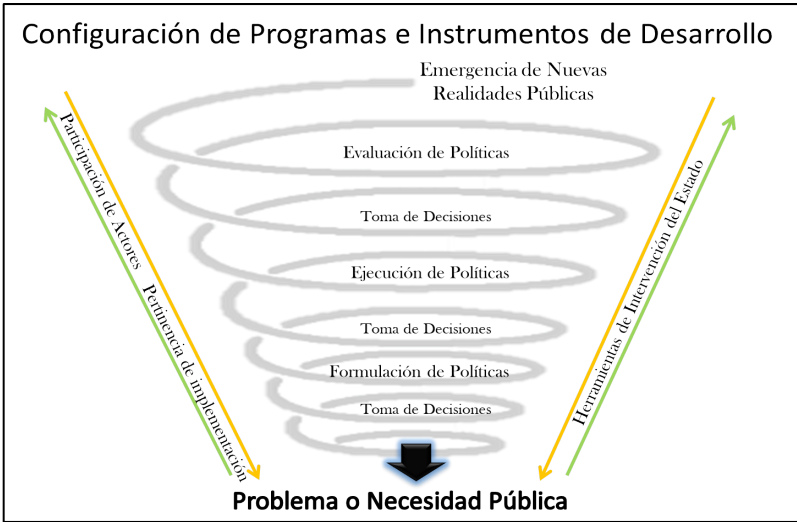 Configuración de Programas e Instrumentos de Desarrollo
Emergencia de Nuevas
Realidades Públicas
Evaluación de Políticas
Toma de Decisiones
Ejecución de Políticas
Toma de Decisiones
Formulación de Políticas
Toma de Decisiones
Participación de Actores
Pertinencia de implementación
Herramientas de Intervención del Estado
Problema o Necesidad Pública